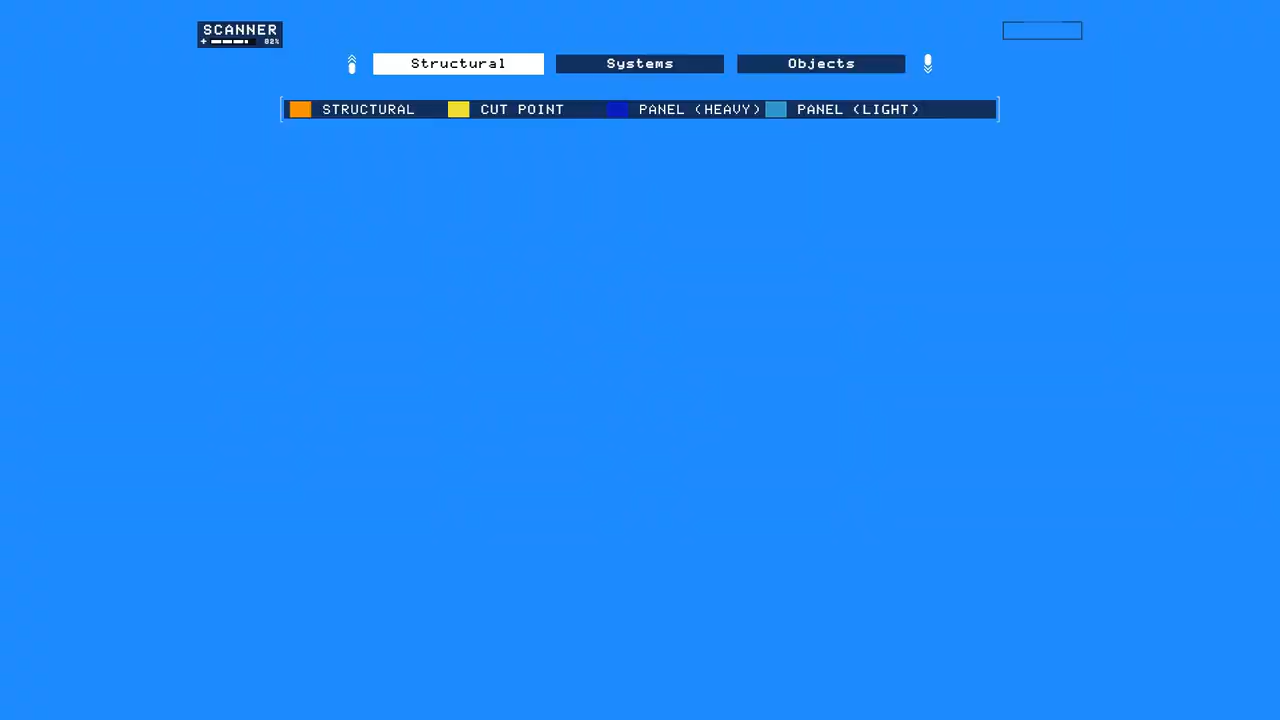 SCANNER
82%
Structural
Systems
Objects
STRUCTURAL
CUT POINT
PANEL (HEAVY)
PANEL (LIGHT)